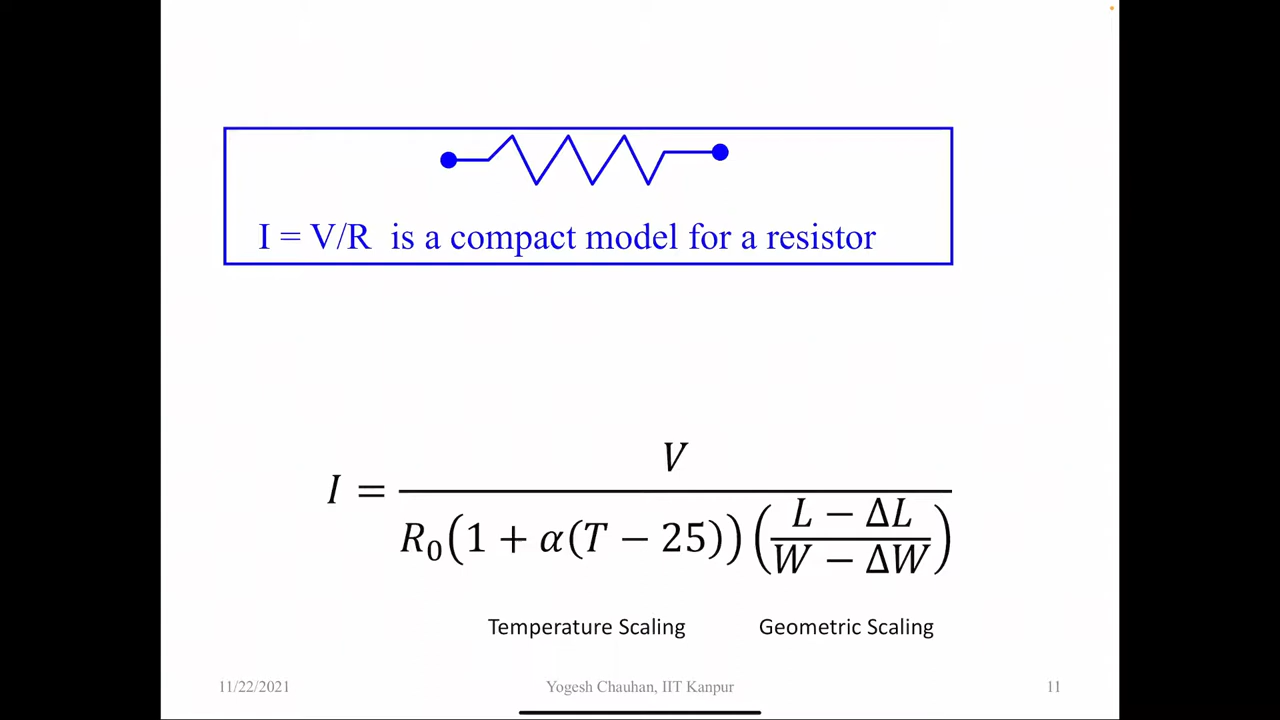 I = V/R is a compact model for a resistor
I = V / R₀(1 + α(T − 25)) (L − ΔL / W − ΔW)
Temperature Scaling Geometric Scaling
11/22/2021 Yogesh Chauhan, IIT Kanpur 11